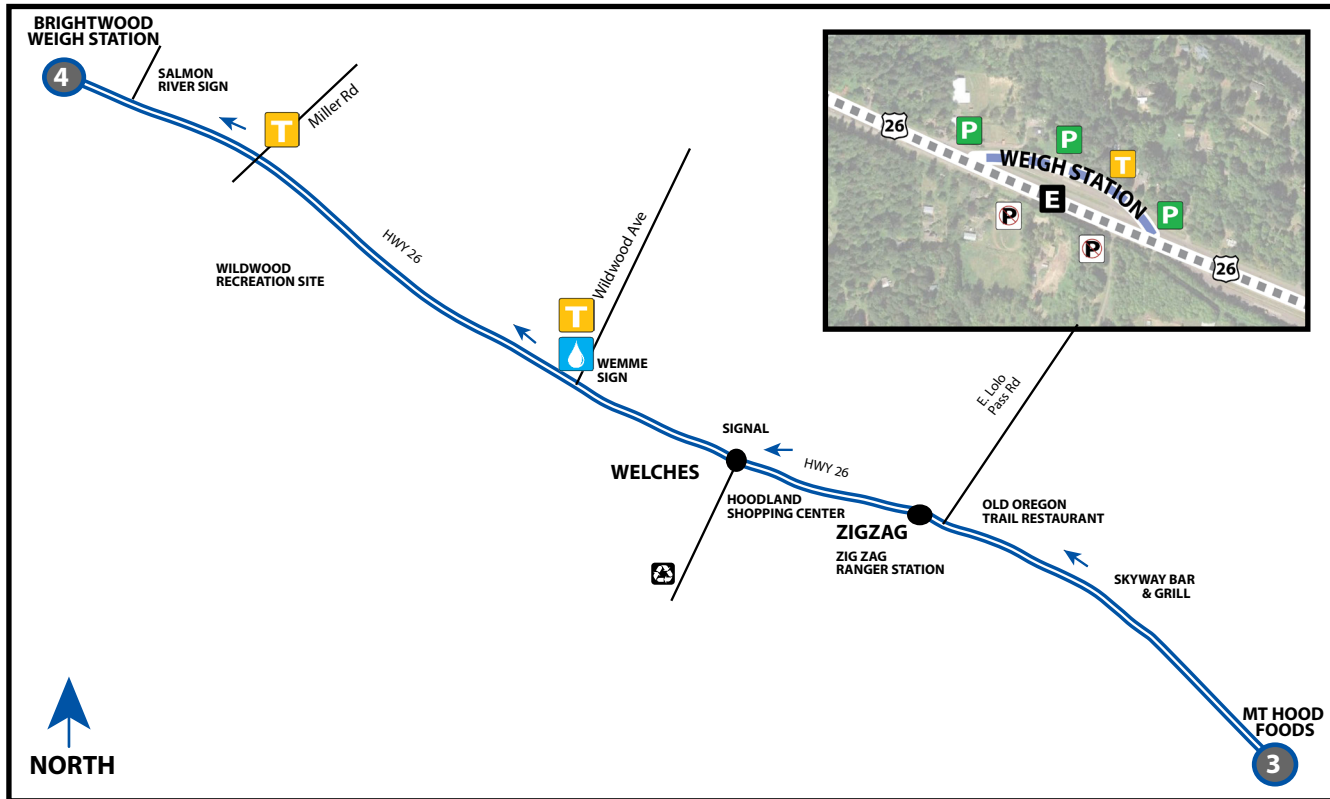 BRIGHTWOOD
WEIGH STATION
4
SALMON
RIVER SIGN
T
Miller Rd
WILDWOOD
RECREATION SITE
HWY 26
T
Wildwood Ave
WEMME
SIGN
SIGNAL
WELCHES
HOODLAND
SHOPPING CENTER
HWY 26
ZIGZAG
ZIG ZAG
RANGER STATION
E. Lolo
Pass Rd
OLD OREGON
TRAIL RESTAURANT
SKYWAY BAR
& GRILL
MT HOOD
FOODS
3
NORTH
26
P
P
T
WEIGH STATION
E
P
P
P
26